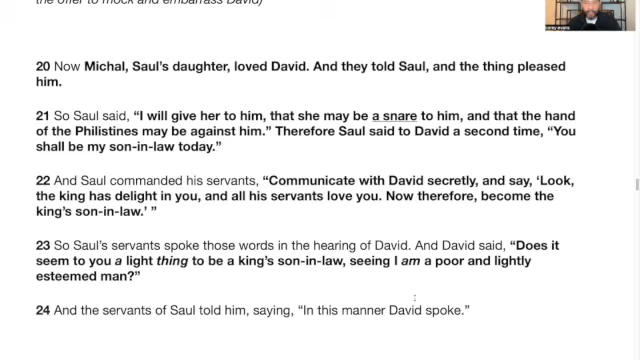 the offer to mock and embarrass David)
20 Now Michal, Saul's daughter, loved David. And they told Saul, and the thing pleased
him.
21 So Saul said, "I will give her to him, that she may be a snare to him, and that the hand
of the Philistines may be against him." Therefore Saul said to David a second time, "You
shall be my son-in-law today."
22 And Saul commanded his servants, "Communicate with David secretly, and say, 'Look,
the king has delight in you, and all his servants love you. Now therefore, become the
king's son-in-law.' "
23 So Saul's servants spoke those words in the hearing of David. And David said, "Does it
seem to you a light thing to be a king's son-in-law, seeing I am a poor and lightly
esteemed man?"
24 And the servants of Saul told him, saying, "In this manner David spoke."